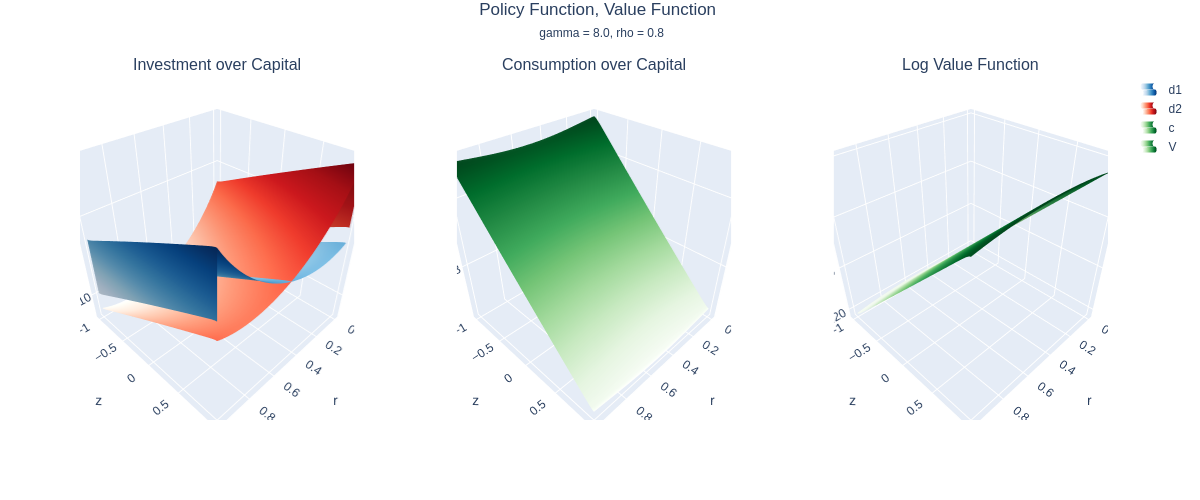 Policy Function, Value Function
gamma = 8.0, rho = 0.8
Investment over Capital
Consumption over Capital
Log Value Function
d1
d2
c
V
10
−1
−0.5
0
0.5
z
0.2
0.4
0.6
0.8
r
−1
−0.5
0
0.5
z
0.2
0.4
0.6
0.8
r
20
−1
−0.5
0
0.5
z
0.2
0.4
0.6
0.8
r